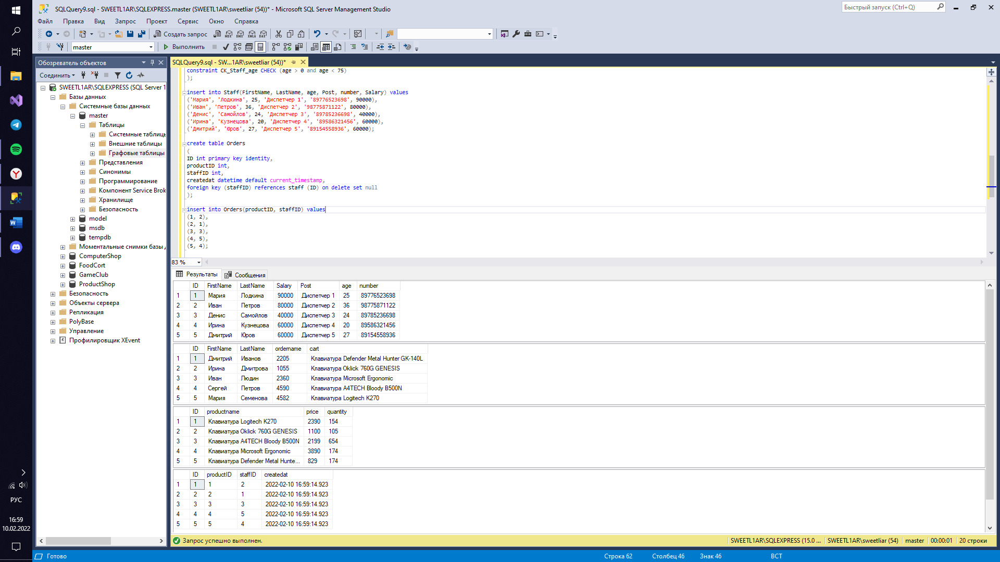 SQLQuery9.sql - SWEETL1AR\SQLEXPRESS.master (SWEETL1AR\sweetliar (54))* - Microsoft SQL Server Management Studio
Быстрый запуск (Ctrl+Q)
Файл Правка Вид Запрос Проект Сервис Окно Справка
Создать запрос MDX DMX XMLA DAX
master Выполнить
Обозреватель объектов
Соединить
SWEETL1AR\SQLEXPRESS (SQL Server 1
Базы данных
Системные базы данных
master
Таблицы
Системные таблиць
Внешние таблицы
Графовые таблицы
Представления
Синонимы
Программирование
Компонент Service Brok
Хранилище
Безопасность
model
msdb
tempdb
Моментальные снимки базы д
ComputerShop
FoodCort
GameClub
ProductShop
Безопасность
Объекты сервера
Репликация
PolyBase
Управление
Профилировщик XEvent
SQLQuery9.sql - SW...1AR\sweetliar (54))*
constraint CK_Staff_age CHECK (age > 0 and age < 75)
);
insert into Staff(FirstName, LastName, age, Post, number, Salary) values
('Мария', 'Лодкина', 25, 'Диспетчер 1', '89776523698', 90000),
('Иван', 'Петров', 36, 'Диспетчер 2', '98775871122', 80000),
('Денис', 'Самойлов', 24, 'Диспетчер 3', '89785236698', 40000),
('Ирина', 'Кузнецова', 20, 'Диспетчер 4', '89586321456', 60000),
('Дмитрий', 'Юров', 27, 'Диспетчер 5', '89154558936', 60000);
create table Orders
(
ID int primary key identity,
productID int,
staffID int,
createdat datetime default current_timestamp,
foreign key (staffID) references staff (ID) on delete set null
);
insert into Orders(productID, staffID) values
(1, 2),
(2, 1),
(3, 3),
(4, 5),
(5, 4);
83 %
Результаты Сообщения
ID FirstName LastName Salary Post age number
1 1 Мария Лодкина 90000 Диспетчер 1 25 89776523698
2 2 Иван Петров 80000 Диспетчер 2 36 98775871122
3 3 Денис Самойлов 40000 Диспетчер 3 24 89785236698
4 4 Ирина Кузнецова 60000 Диспетчер 4 20 89586321456
5 5 Дмитрий Юров 60000 Диспетчер 5 27 89154558936
ID FirstName LastName ordername cart
1 1 Дмитрий Иванов 2205 Клавиатура Defender Metal Hunter GK-140L
2 2 Ирина Дмитрова 1055 Клавиатура Oklick 760G GENESIS
3 3 Иван Людин 2360 Клавиатура Microsoft Ergonomic
4 4 Сергей Петров 4590 Клавиатура A4TECH Bloody B500N
5 5 Мария Семенова 4582 Клавиатура Logitech K270
ID productname price quantity
1 1 Клавиатура Logitech K270 2390 154
2 2 Клавиатура Oklick 760G GENESIS 1100 105
3 3 Клавиатура A4TECH Bloody B500N 2199 654
4 4 Клавиатура Microsoft Ergonomic 3890 174
5 5 Клавиатура Defender Metal Hunte... 829 174
ID productID staffID createdat
1 1 1 2 2022-02-10 16:59:14.923
2 2 2 1 2022-02-10 16:59:14.923
3 3 3 3 2022-02-10 16:59:14.923
4 4 4 5 2022-02-10 16:59:14.923
5 5 5 4 2022-02-10 16:59:14.923
Запрос успешно выполнен. SWEETL1AR\SQLEXPRESS (15.0 ... SWEETL1AR\sweetliar (54) master 00:00:01 20 строки
Готово Строка 62 Столбец 46 Знак 46 ВСТ
РУС
16:59
10.02.2022